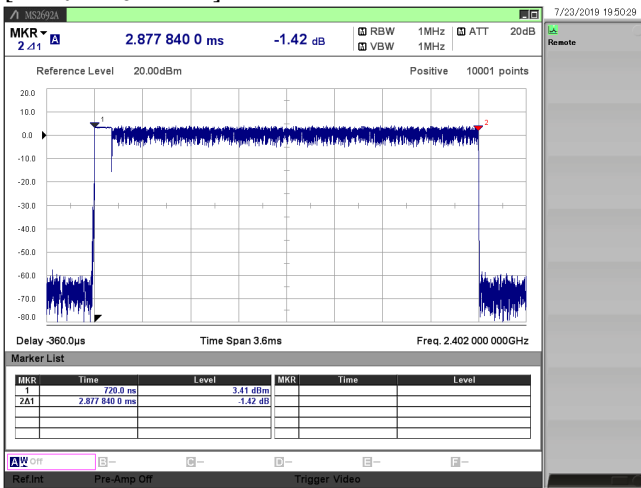 MS2692A
7/23/2019 19:50:29
MKR 2Δ1 A 2.877 840 0 ms -1.42 dB M RBW 1MHz M ATT 20dB
M VBW 1MHz
Remote
Reference Level 20.00dBm Positive 10001 points
20.0
10.0
0.0
-10.0
-20.0
-30.0
-40.0
-50.0
-60.0
-70.0
-80.0
1
2
Delay -360.0μs Time Span 3.6ms Freq. 2.402 000 000GHz
Marker List
MKR Time Level MKR Time Level
1 720.0 ns 3.41 dBm
2Δ1 2.877 840 0 ms -1.42 dB
A W Off B – C – D – E – F –
Ref.Int Pre-Amp Off Trigger Video